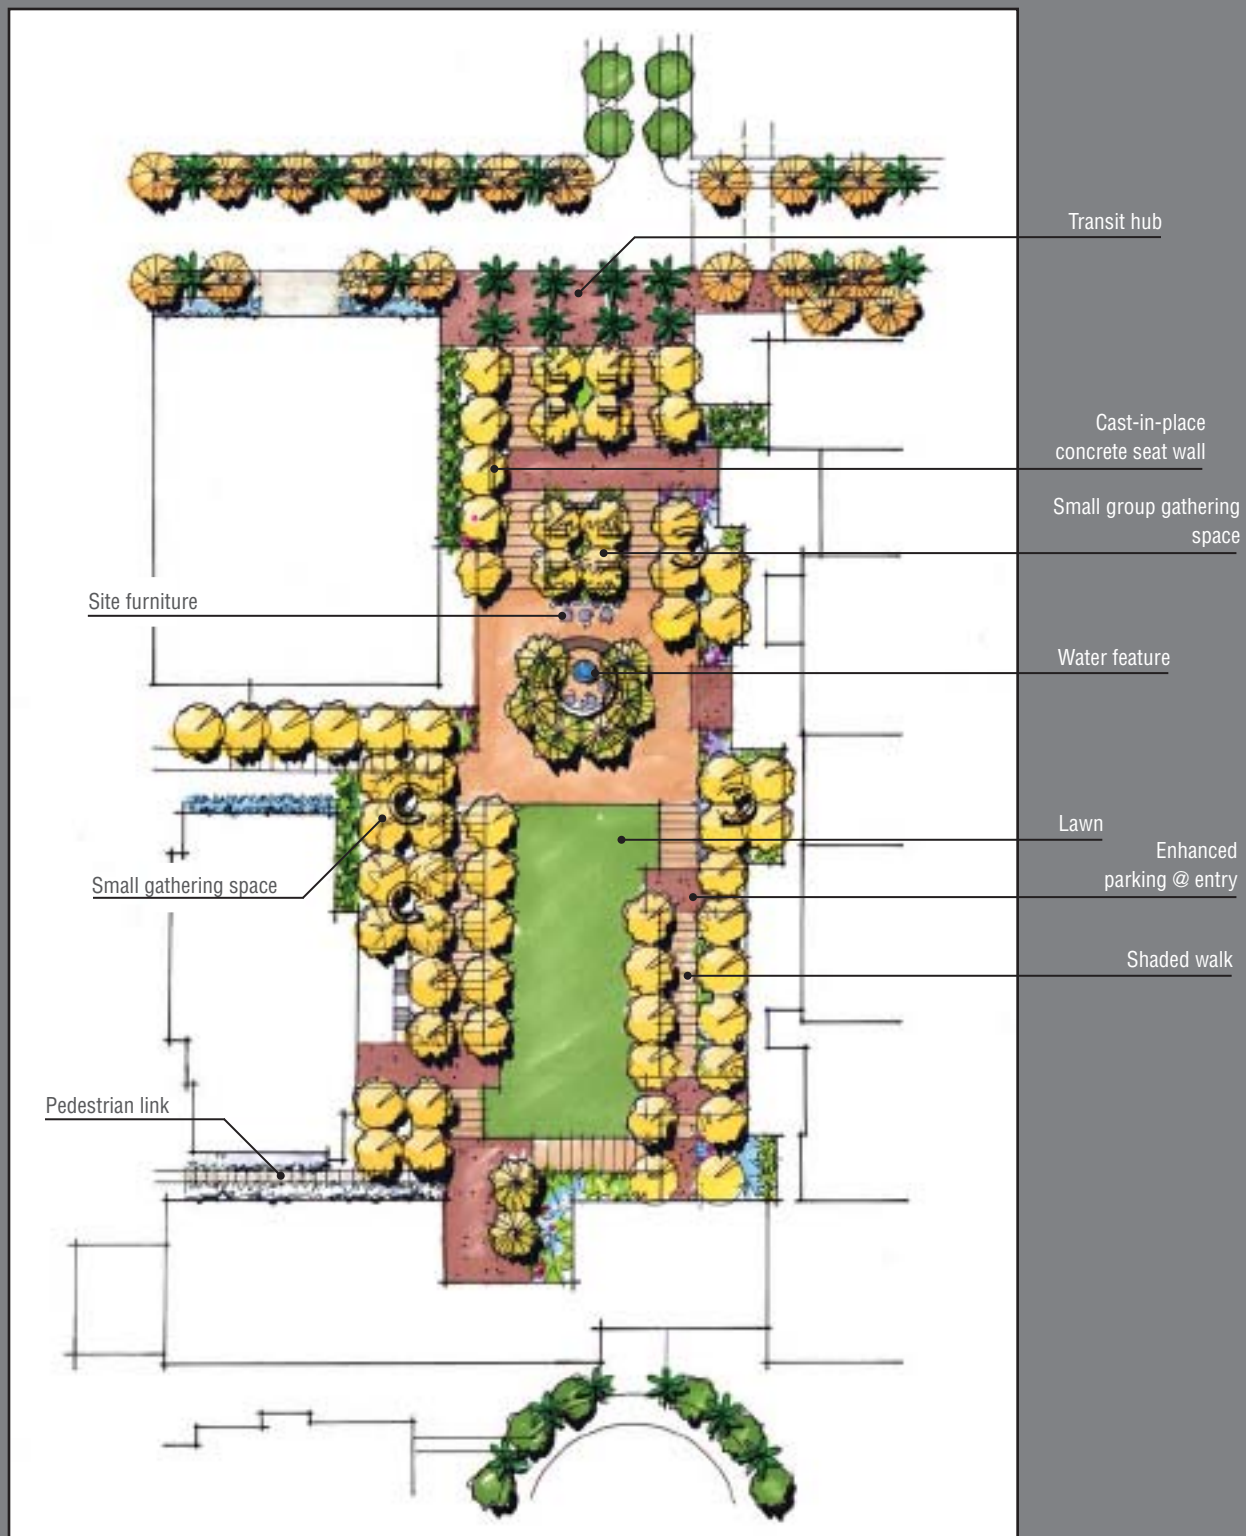 Transit hub
Cast-in-place
concrete seat wall
Small group gathering
space
Site furniture
Water feature
Lawn
Enhanced
parking @ entry
Small gathering space
Shaded walk
Pedestrian link